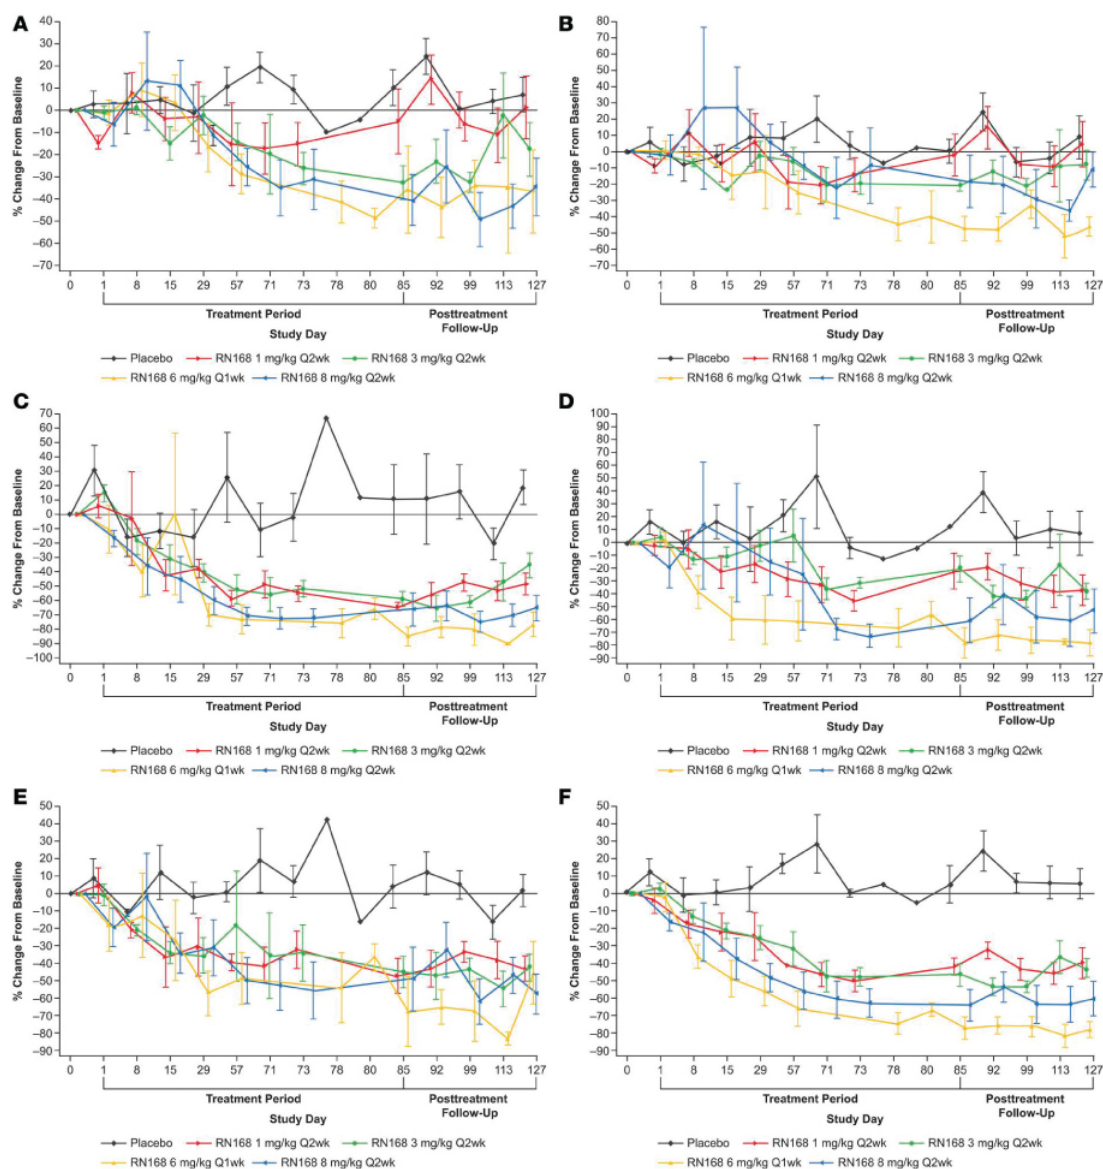 A
40
30
20
10
0
−10
−20
−30
−40
−50
−60
−70
% Change From Baseline
0 1 8 15 29 57 71 78 80 85 92 99 113 127
Treatment Period
Posttreatment
Follow-Up
Study Day
Placebo RN168 1 mg/kg Q2wk RN168 3 mg/kg Q2wk
RN168 6 mg/kg Q1wk RN168 8 mg/kg Q2wk
B
80
70
60
50
40
30
20
10
0
−10
−20
−30
−40
−50
−60
−70
% Change From Baseline
0 1 8 15 29 57 71 78 80 85 92 99 113 127
Treatment Period
Posttreatment
Follow-Up
Study Day
Placebo RN168 1 mg/kg Q2wk RN168 3 mg/kg Q2wk
RN168 6 mg/kg Q1wk RN168 8 mg/kg Q2wk
C
70
60
50
40
30
20
10
0
−10
−20
−30
−40
−50
−60
−70
−80
−90
−100
% Change From Baseline
0 1 8 15 29 57 71 78 80 85 92 99 113 127
Treatment Period
Posttreatment
Follow-Up
Study Day
Placebo RN168 1 mg/kg Q2wk RN168 3 mg/kg Q2wk
RN168 6 mg/kg Q1wk RN168 8 mg/kg Q2wk
D
100
90
80
70
60
50
40
30
20
10
0
−10
−20
−30
−40
−50
−60
−70
−80
−90
% Change From Baseline
0 1 8 15 29 57 71 78 80 85 92 99 113 127
Treatment Period
Posttreatment
Follow-Up
Study Day
Placebo RN168 1 mg/kg Q2wk RN168 3 mg/kg Q2wk
RN168 6 mg/kg Q1wk RN168 8 mg/kg Q2wk
E
50
40
30
20
10
0
−10
−20
−30
−40
−50
−60
−70
−80
−90
% Change From Baseline
0 1 8 15 29 57 71 78 80 85 92 99 113 127
Treatment Period
Posttreatment
Follow-Up
Study Day
Placebo RN168 1 mg/kg Q2wk RN168 3 mg/kg Q2wk
RN168 6 mg/kg Q1wk RN168 8 mg/kg Q2wk
F
50
40
30
20
10
0
−10
−20
−30
−40
−50
−60
−70
−80
−90
% Change From Baseline
0 1 8 15 29 57 71 78 80 85 92 99 113 127
Treatment Period
Posttreatment
Follow-Up
Study Day
Placebo RN168 1 mg/kg Q2wk RN168 3 mg/kg Q2wk
RN168 6 mg/kg Q1wk RN168 8 mg/kg Q2wk